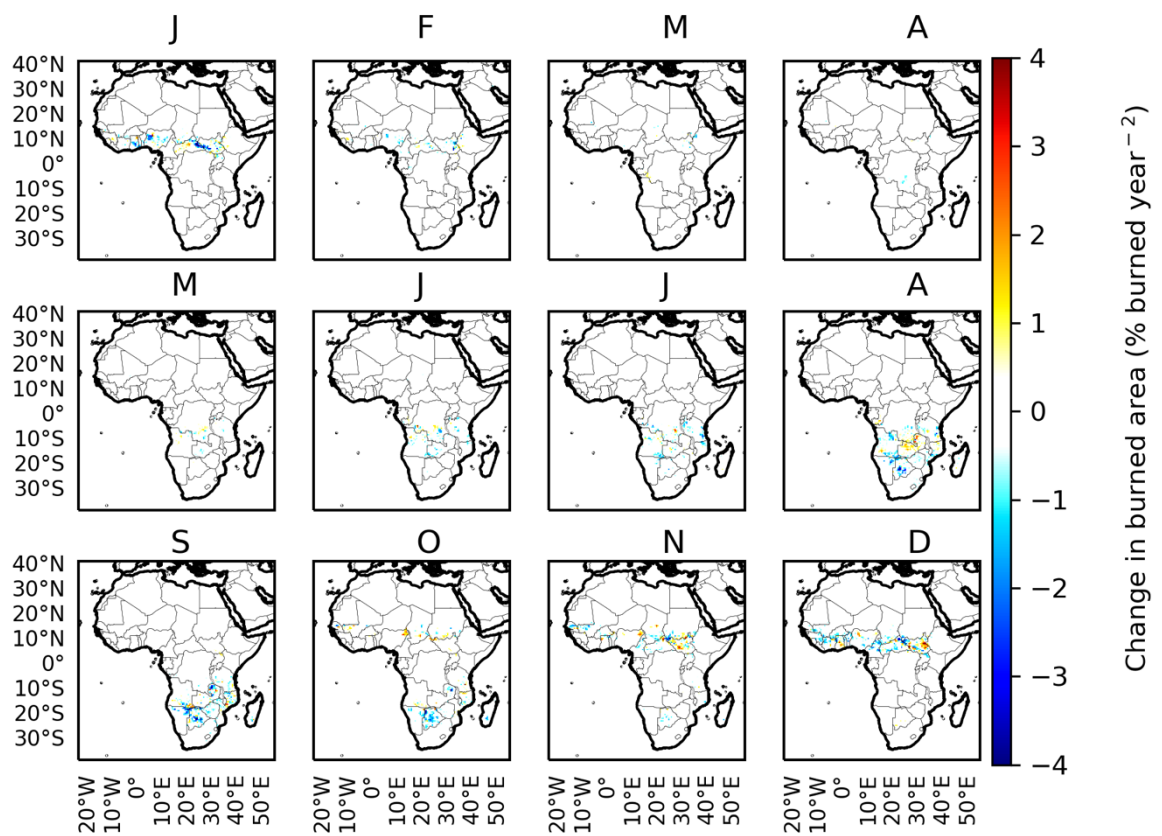 J F M A
40°N
30°N
20°N
10°N
0°
10°S
20°S
30°S
M J J A
40°N
30°N
20°N
10°N
0°
10°S
20°S
30°S
S O N D
40°N
30°N
20°N
10°N
0°
10°S
20°S
30°S
20°W 10°W 0° 10°E 20°E 30°E 40°E 50°E 20°W 10°W 0° 10°E 20°E 30°E 40°E 50°E 20°W 10°W 0° 10°E 20°E 30°E 40°E 50°E 20°W 10°W 0° 10°E 20°E 30°E 40°E 50°E
4
3
2
1
0
−1
−2
−3
−4
Change in burned area (% burned year⁻²)